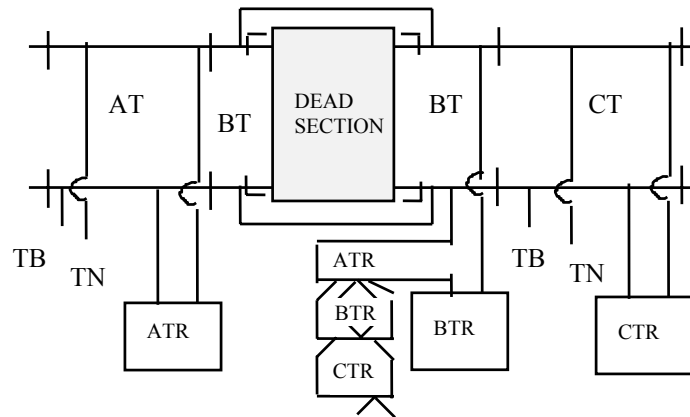 DEAD
SECTION
AT
BT
BT
CT
TB
TN
ATR
ATR
BTR
CTR
BTR
TB
TN
CTR